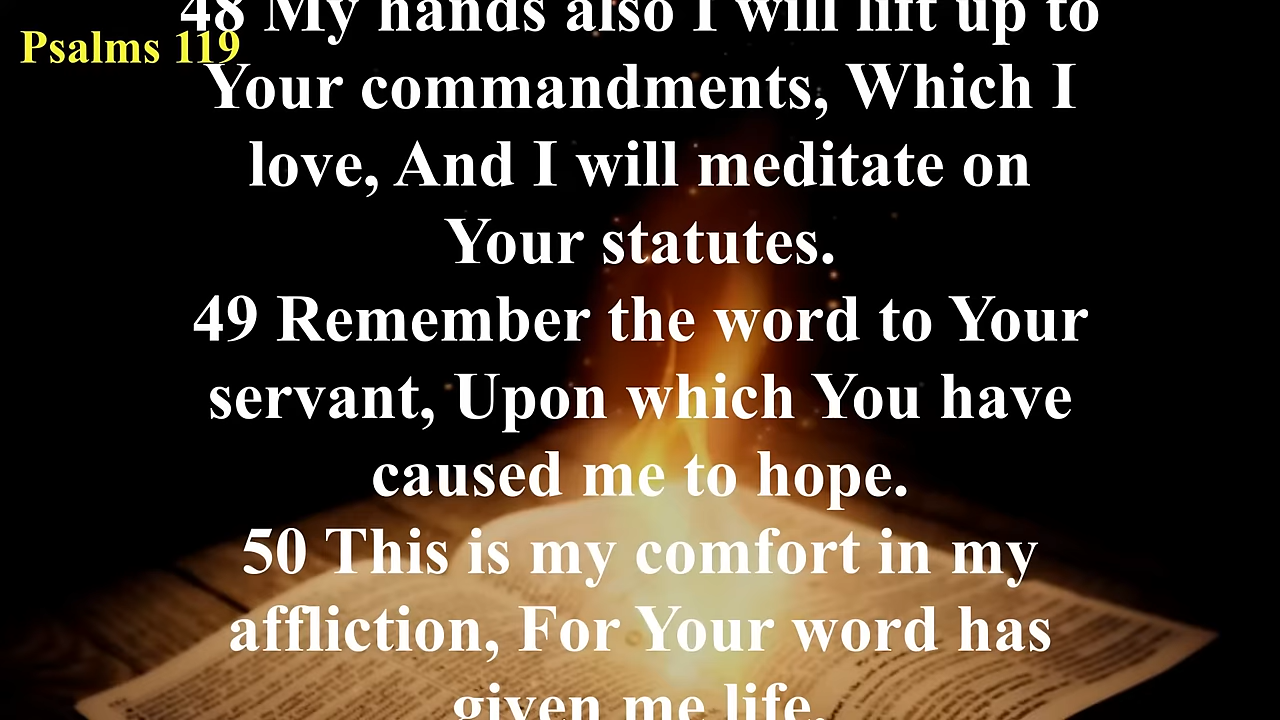 48 My hands also I will lift up to
Psalms 119
Your commandments, Which I
love, And I will meditate on
Your statutes.
49 Remember the word to Your
servant, Upon which You have
caused me to hope.
50 This is my comfort in my
affliction, For Your word has
given me life.